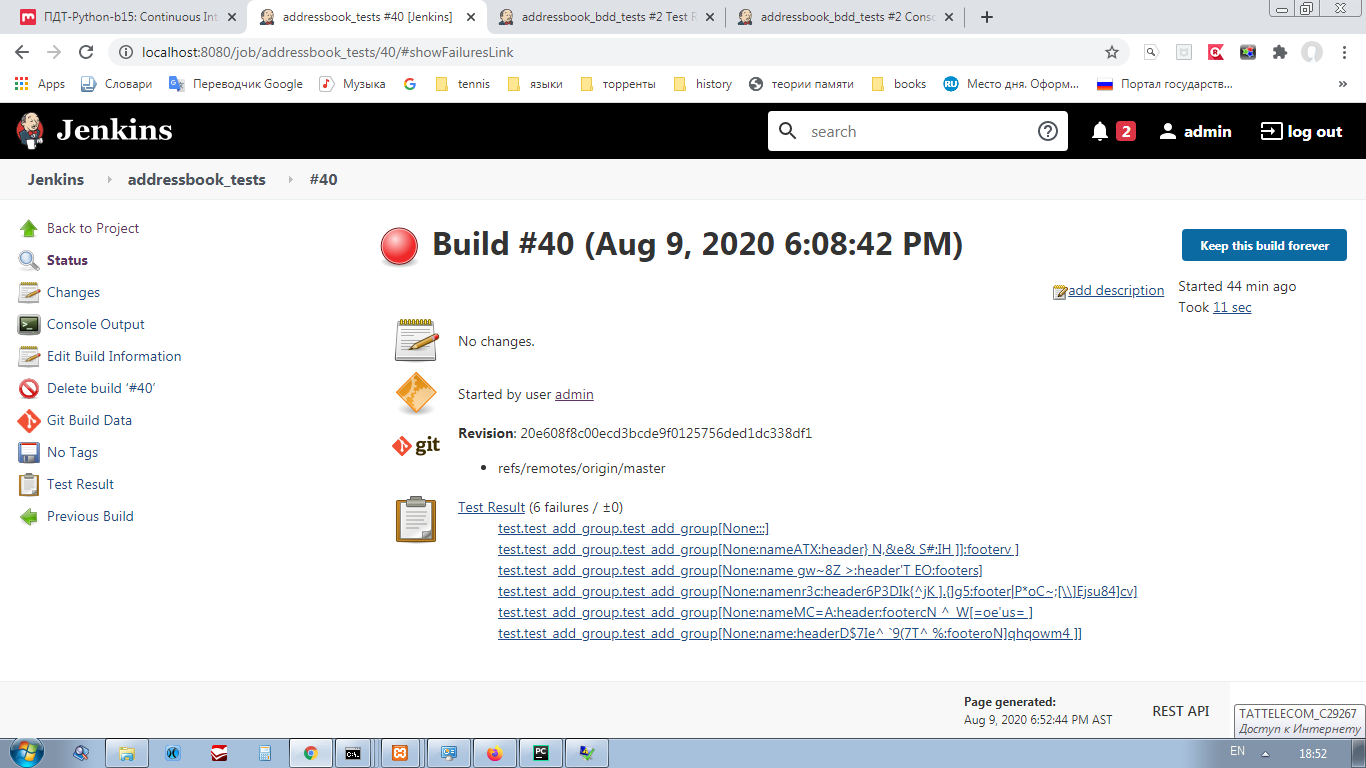 ПДТ-Python-b15: Continuous Int
addressbook_tests #40 [Jenkins]
addressbook_bdd_tests #2 Test R
addressbook_bdd_tests #2 Conso
localhost:8080/job/addressbook_tests/40/#showFailuresLink
Apps
Словари
Переводчик Google
Музыка
tennis
языки
торренты
history
теории памяти
books
Место дня. Оформ...
Портал государств...
»
Jenkins
search
2
admin
log out
Jenkins
addressbook_tests
#40
Back to Project
Status
Changes
Console Output
Edit Build Information
Delete build ‘#40’
Git Build Data
No Tags
Test Result
Previous Build
Build #40 (Aug 9, 2020 6:08:42 PM)
Keep this build forever
add description
Started 44 min ago
Took 11 sec
No changes.
Started by user admin
git
Revision: 20e608f8c00ecd3bcde9f0125756ded1dc338df1
• refs/remotes/origin/master
Test Result (6 failures / ±0)
test.test_add_group.test_add_group[None:::]
test.test_add_group.test_add_group[None:nameATX:header} N,&e& S#:IH ]]:footerv ]
test.test_add_group.test_add_group[None:name gw~8Z >:header'T EO:footers]
test.test_add_group.test_add_group[None:namenr3c:header6P3DIk{^jK ].{]g5:footer|P*oC~;[\\]Ejsu84]cv]
test.test_add_group.test_add_group[None:nameMC=A:header:footercN ^_W[=oe'us= ]
test.test_add_group.test_add_group[None:name:headerD$7Ie^ `9(7T^ %:footeroN]qhqowm4 ]]
Page generated:
Aug 9, 2020 6:52:44 PM AST
REST API
TATTELECOM_C29267
Доступ к Интернету
EN
18:52